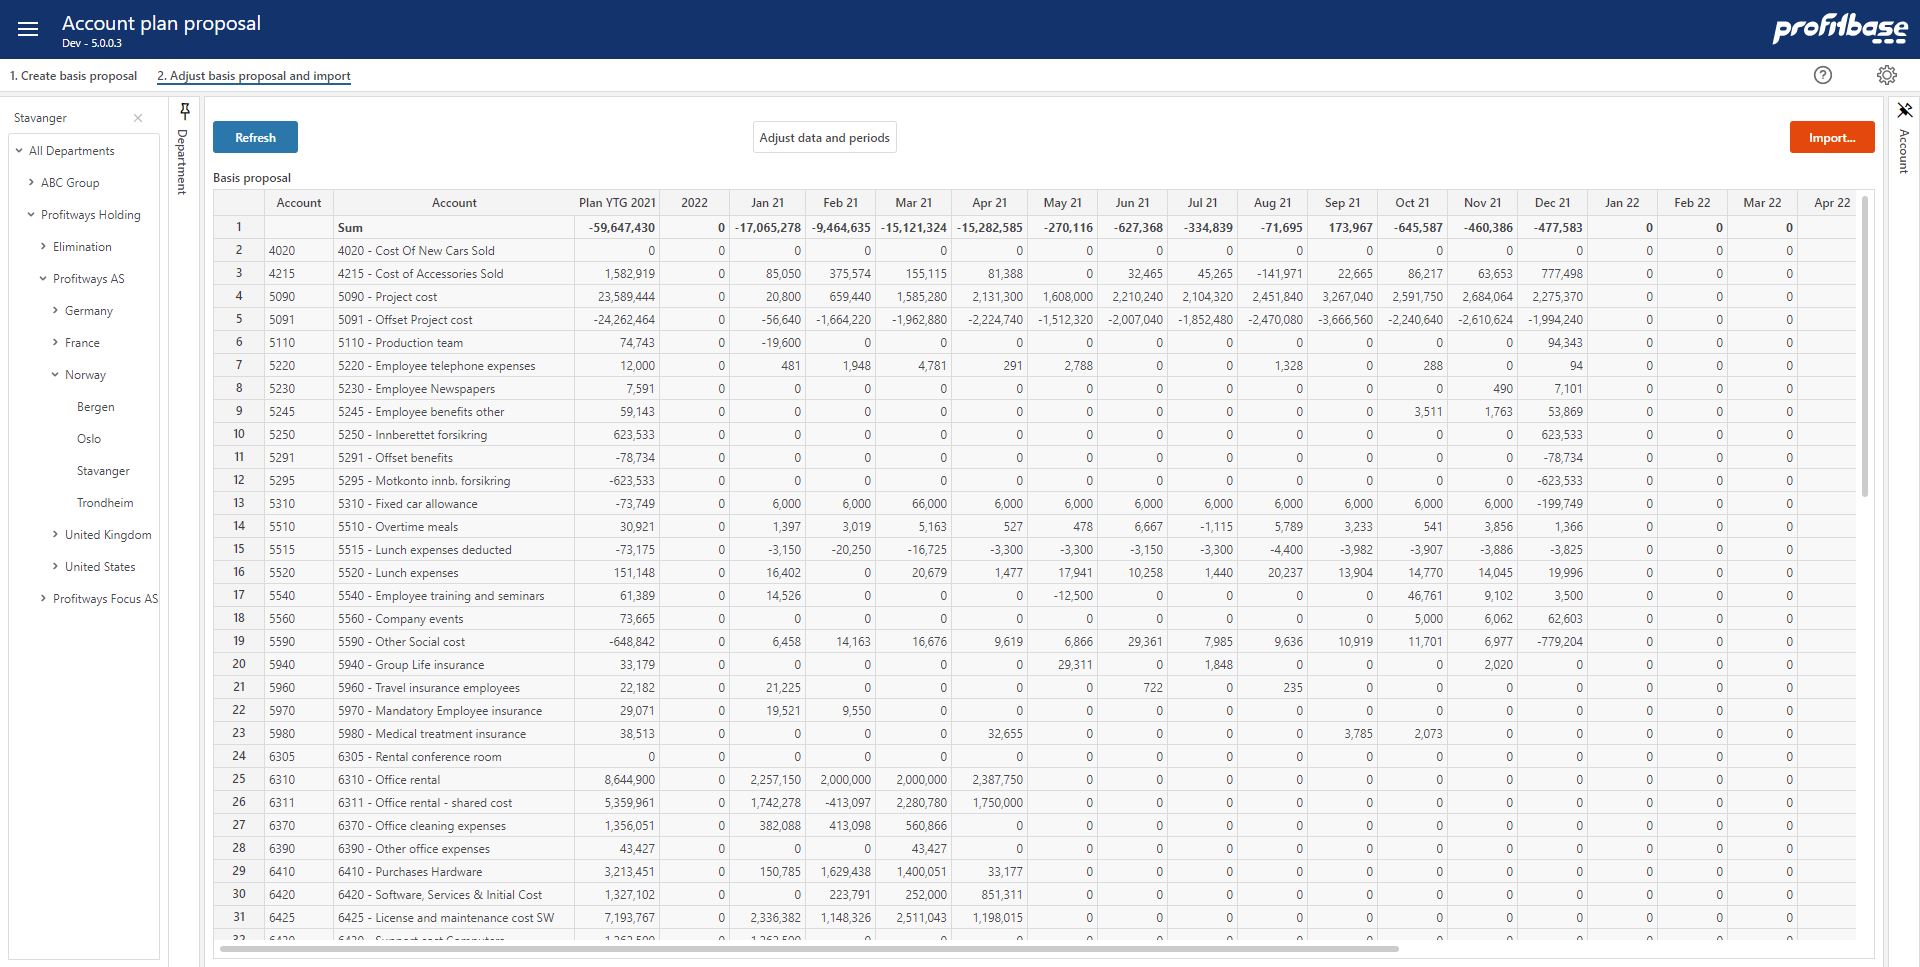 Account plan proposal
Dev - 5.0.0.3
profitbase
1. Create basis proposal 2. Adjust basis proposal and import
Stavanger
All Departments
ABC Group
Profitways Holding
Elimination
Profitways AS
Germany
France
Norway
Bergen
Oslo
Stavanger
Trondheim
United Kingdom
United States
Profitways Focus AS
Department
Refresh Adjust data and periods Import...
Basis proposal
Account Account Plan YTG 2021 2022 Jan 21 Feb 21 Mar 21 Apr 21 May 21 Jun 21 Jul 21 Aug 21 Sep 21 Oct 21 Nov 21 Dec 21 Jan 22 Feb 22 Mar 22 Apr 22
1 Sum -59,647,430 0 -17,065,278 -9,464,635 -15,121,324 -15,282,585 -270,116 -627,368 -334,839 -71,695 173,967 -645,587 -460,386 -477,583 0 0 0
2 4020 4020 - Cost Of New Cars Sold 0 0 0 0 0 0 0 0 0 0 0 0 0 0 0 0 0
3 4215 4215 - Cost of Accessories Sold 1,582,919 0 85,050 375,574 155,115 81,388 0 32,465 45,265 -141,971 22,665 86,217 63,653 777,498 0 0 0
4 5090 5090 - Project cost 23,589,444 0 20,800 659,440 1,585,280 2,131,300 1,608,000 2,210,240 2,104,320 2,451,840 3,267,040 2,591,750 2,684,064 2,275,370 0 0 0
5 5091 5091 - Offset Project cost -24,262,464 0 -56,640 -1,664,220 -1,962,880 -2,224,740 -1,512,320 -2,007,040 -1,852,480 -2,470,080 -3,666,560 -2,240,640 -2,610,624 -1,994,240 0 0 0
6 5110 5110 - Production team 74,743 0 -19,600 0 0 0 0 0 0 0 0 0 0 94,343 0 0 0
7 5220 5220 - Employee telephone expenses 12,000 0 481 1,948 4,781 291 2,788 0 0 1,328 0 288 0 94 0 0 0
8 5230 5230 - Employee Newspapers 7,591 0 0 0 0 0 0 0 0 0 0 0 490 7,101 0 0 0
9 5245 5245 - Employee benefits other 59,143 0 0 0 0 0 0 0 0 0 0 3,511 1,763 53,869 0 0 0
10 5250 5250 - Innberettet forsikring 623,533 0 0 0 0 0 0 0 0 0 0 0 0 623,533 0 0 0
11 5291 5291 - Offset benefits -78,734 0 0 0 0 0 0 0 0 0 0 0 0 -78,734 0 0 0
12 5295 5295 - Motkonto innb. forsikring -623,533 0 0 0 0 0 0 0 0 0 0 0 0 -623,533 0 0 0
13 5310 5310 - Fixed car allowance -73,749 0 6,000 6,000 66,000 6,000 6,000 6,000 6,000 6,000 6,000 6,000 6,000 -199,749 0 0 0
14 5510 5510 - Overtime meals 30,921 0 1,397 3,019 5,163 527 478 6,667 -1,115 5,789 3,233 541 3,856 1,366 0 0 0
15 5515 5515 - Lunch expenses deducted -73,175 0 -3,150 -20,250 -16,725 -3,300 -3,300 -3,150 -3,300 -4,400 -3,982 -3,907 -3,886 -3,825 0 0 0
16 5520 5520 - Lunch expenses 151,148 0 16,402 0 20,679 1,477 17,941 10,258 1,440 20,237 13,904 14,770 14,045 19,996 0 0 0
17 5540 5540 - Employee training and seminars 61,389 0 14,526 0 0 0 -12,500 0 0 0 0 46,761 9,102 3,500 0 0 0
18 5560 5560 - Company events 73,665 0 0 0 0 0 0 0 0 0 0 5,000 6,062 62,603 0 0 0
19 5590 5590 - Other Social cost -648,842 0 6,458 14,163 16,676 9,619 6,866 29,361 7,985 9,636 10,919 11,701 6,977 -779,204 0 0 0
20 5940 5940 - Group Life insurance 33,179 0 0 0 0 0 29,311 0 1,848 0 0 0 2,020 0 0 0 0
21 5960 5960 - Travel insurance employees 22,182 0 21,225 0 0 0 0 722 0 235 0 0 0 0 0 0 0
22 5970 5970 - Mandatory Employee insurance 29,071 0 19,521 9,550 0 0 0 0 0 0 0 0 0 0 0 0 0
23 5980 5980 - Medical treatment insurance 38,513 0 0 0 0 32,655 0 0 0 0 3,785 2,073 0 0 0 0 0
24 6305 6305 - Rental conference room 0 0 0 0 0 0 0 0 0 0 0 0 0 0 0 0 0
25 6310 6310 - Office rental 8,644,900 0 2,257,150 2,000,000 2,000,000 2,387,750 0 0 0 0 0 0 0 0 0 0 0
26 6311 6311 - Office rental - shared cost 5,359,961 0 1,742,278 -413,097 2,280,780 1,750,000 0 0 0 0 0 0 0 0 0 0 0
27 6370 6370 - Office cleaning expenses 1,356,051 0 382,088 413,098 560,866 0 0 0 0 0 0 0 0 0 0 0 0
28 6390 6390 - Other office expenses 43,427 0 0 0 43,427 0 0 0 0 0 0 0 0 0 0 0 0
29 6410 6410 - Purchases Hardware 3,213,451 0 150,785 1,629,438 1,400,051 33,177 0 0 0 0 0 0 0 0 0 0 0
30 6420 6420 - Software, Services & Initial Cost 1,327,102 0 0 223,791 252,000 851,311 0 0 0 0 0 0 0 0 0 0 0
31 6425 6425 - License and maintenance cost SW 7,193,767 0 2,336,382 1,148,326 2,511,043 1,198,015 0 0 0 0 0 0 0 0 0 0 0
Account